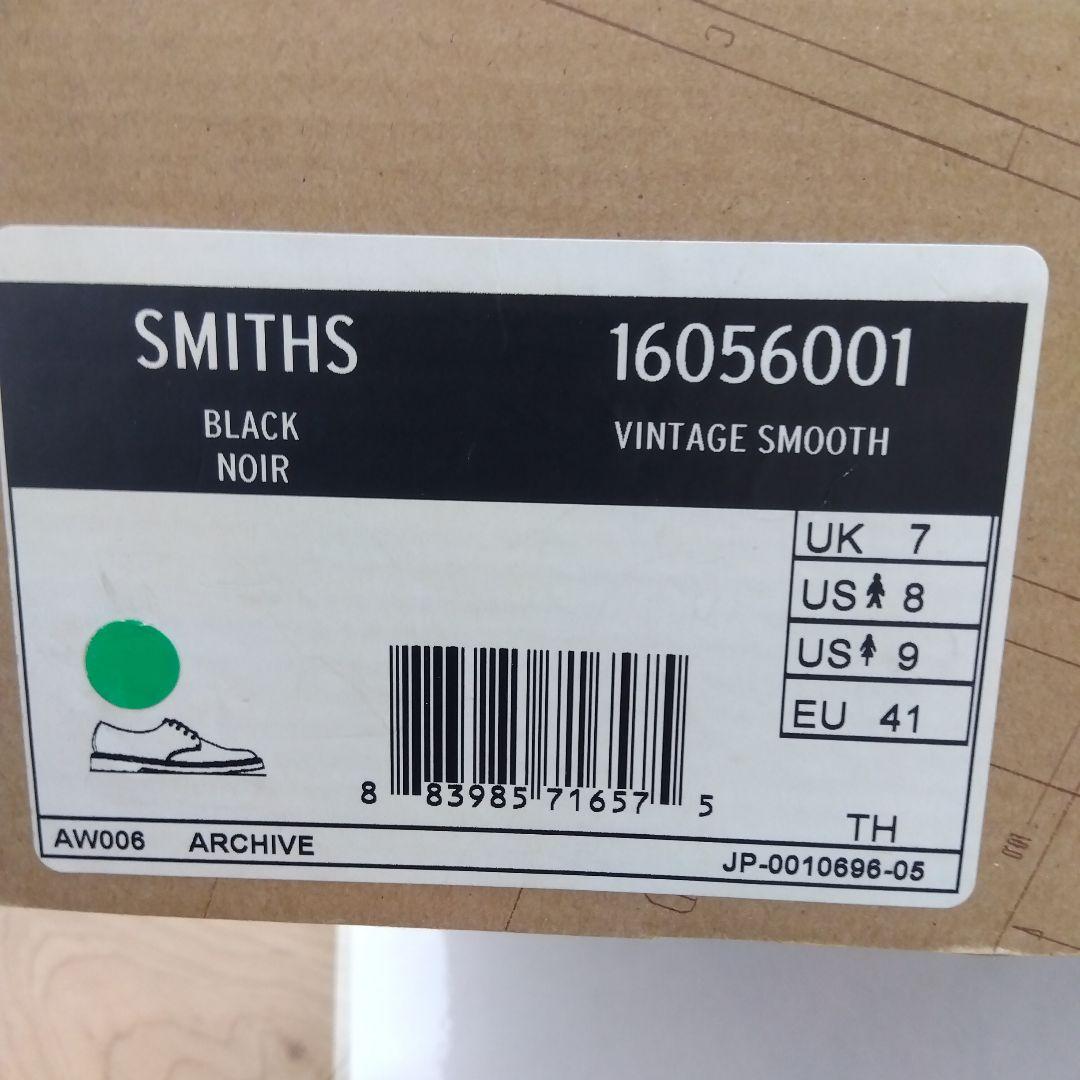 SMITHS
16056001
BLACK
NOIR
VINTAGE SMOOTH
UK 7
US 8
US 9
EU 41
8 83985 71657 5
TH
AW006 ARCHIVE
JP-0010696-05